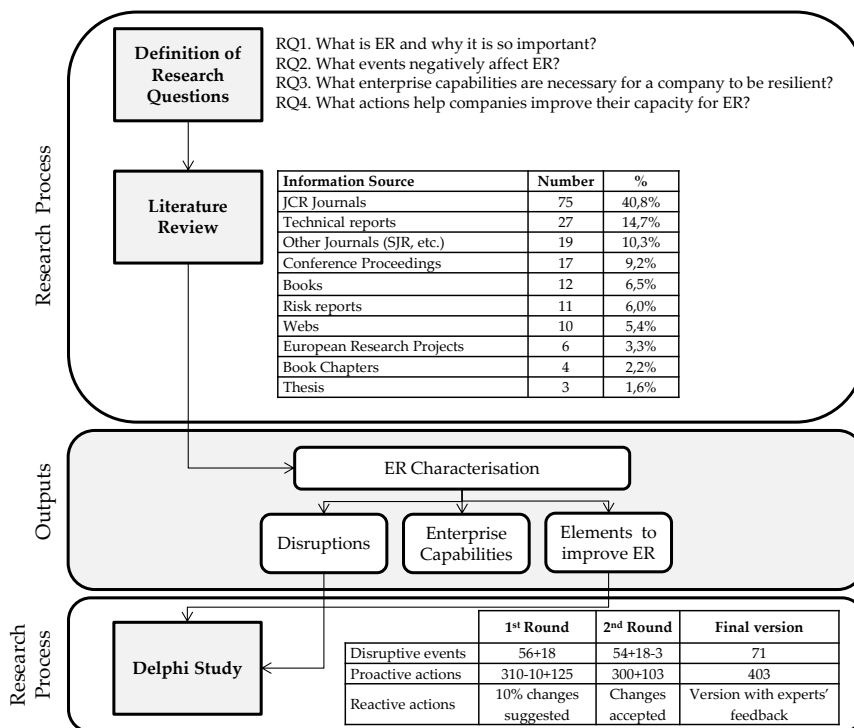 Research Process
Definition of
Research
Questions
RQ1. What is ER and why it is so important?
RQ2. What events negatively affect ER?
RQ3. What enterprise capabilities are necessary for a company to be resilient?
RQ4. What actions help companies improve their capacity for ER?
Literature
Review
Information Source Number %
JCR Journals 75 40,8%
Technical reports 27 14,7%
Other Journals (SJR, etc.) 19 10,3%
Conference Proceedings 17 9,2%
Books 12 6,5%
Risk reports 11 6,0%
Webs 10 5,4%
European Research Projects 6 3,3%
Book Chapters 4 2,2%
Thesis 3 1,6%
Outputs
ER Characterisation
Disruptions
Enterprise
Capabilities
Elements to
improve ER
Research
Process
Delphi Study
1st Round 2nd Round Final version
Disruptive events 56+18 54+18-3 71
Proactive actions 310-10+125 300+103 403
Reactive actions 10% changes suggested Changes accepted Version with experts' feedback